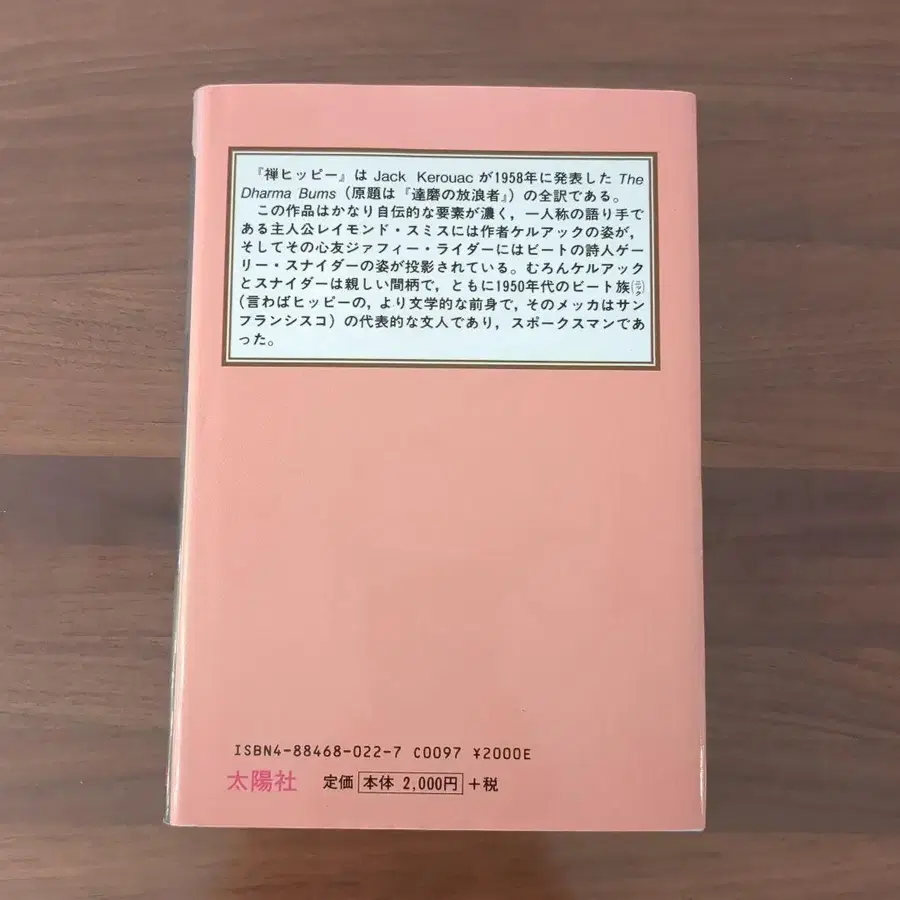 『禅ヒッピー』は Jack Kerouac が1958年に発表した The
Dharma Bums（原題は『達磨の放浪者』）の全訳である。
この作品はかなり自伝的な要素が濃く，一人称の語り手で
ある主人公レイモンド・スミスには作者ケルアックの姿が，
そしてその心友ジァフィー・ライダーにはビートの詩人ゲー
リー・スナイダーの姿が投影されている。むろんケルアック
とスナイダーは親しい間柄で，ともに1950年代のビート族
（言わばヒッピーの，より文学的な前身で，そのメッカはサン
フランシスコ）の代表的な文人であり，スポークスマンであ
った。
ISBN4-88468-022-7 C0097 ¥2000E
太陽社 定価 本体 2,000円 +税